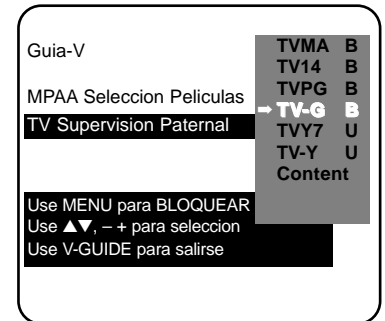 Guia-V
MPAA Seleccion Peliculas
TV Supervision Paternal
TVMA B
TV14 B
TVPG B
➡ TV-G B
TVY7 U
TV-Y U
Content
Use MENU para BLOQUEAR
Use ▲▼, – + para seleccion
Use V-GUIDE para salirse